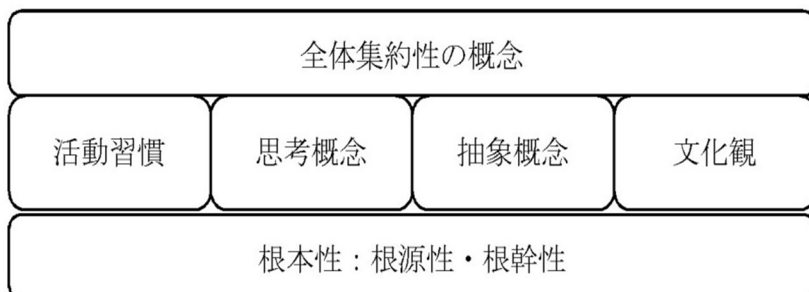 全体集約性の概念
活動習慣
思考概念
抽象概念
文化観
根本性：根源性・根幹性